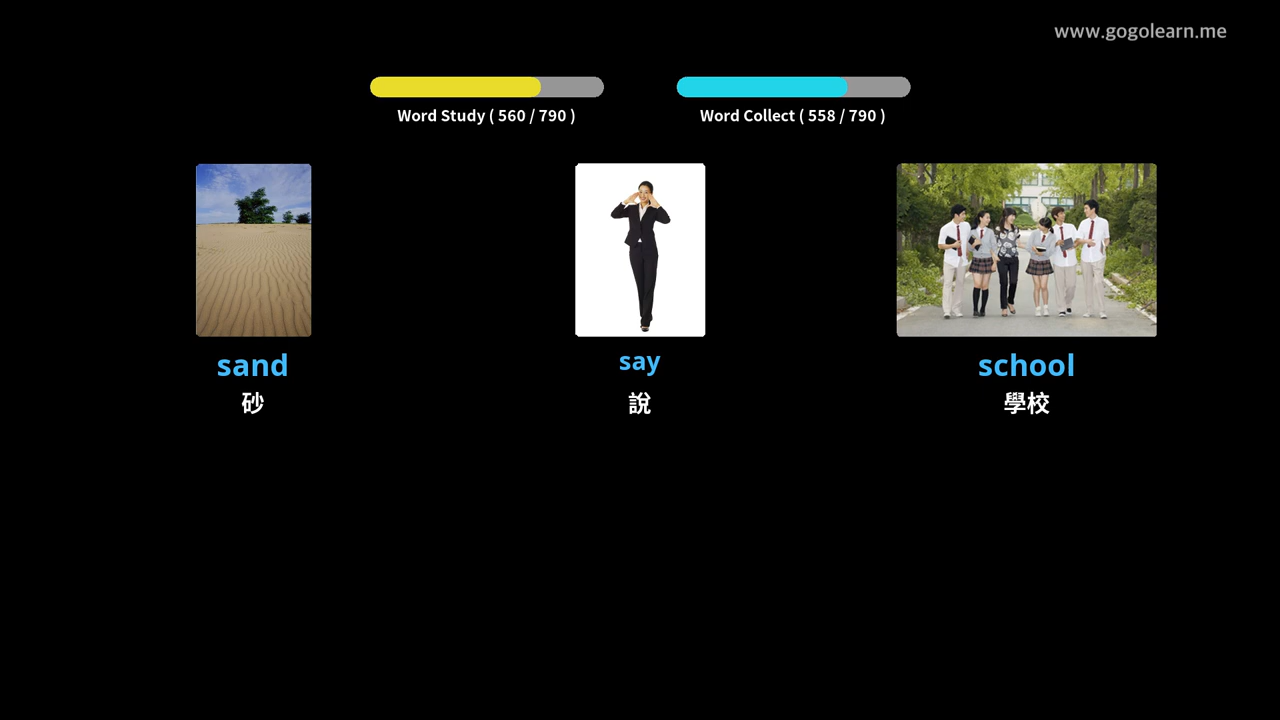 www.gogolearn.me
Word Study ( 560 / 790 )
Word Collect ( 558 / 790 )
sand
砂
say
說
school
學校